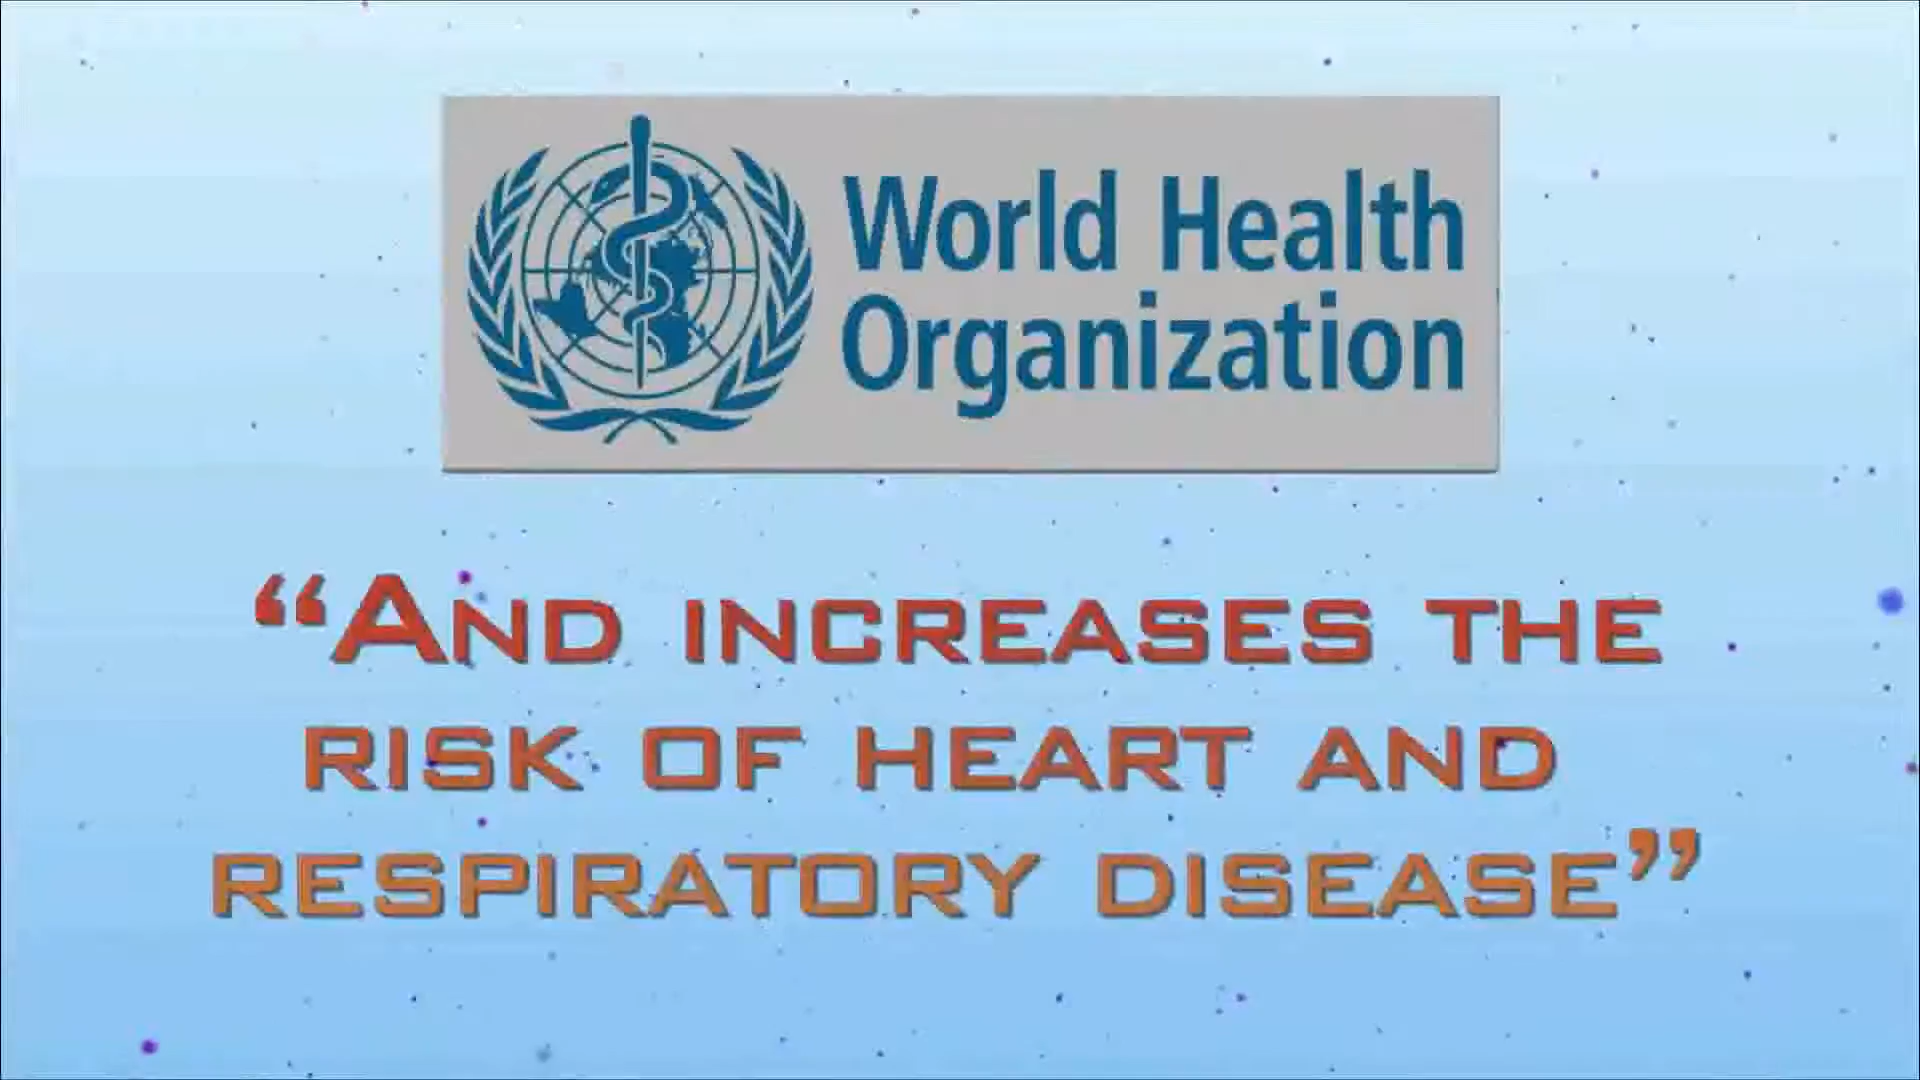 World Health
Organization
“And increases the
risk of heart and
respiratory disease”